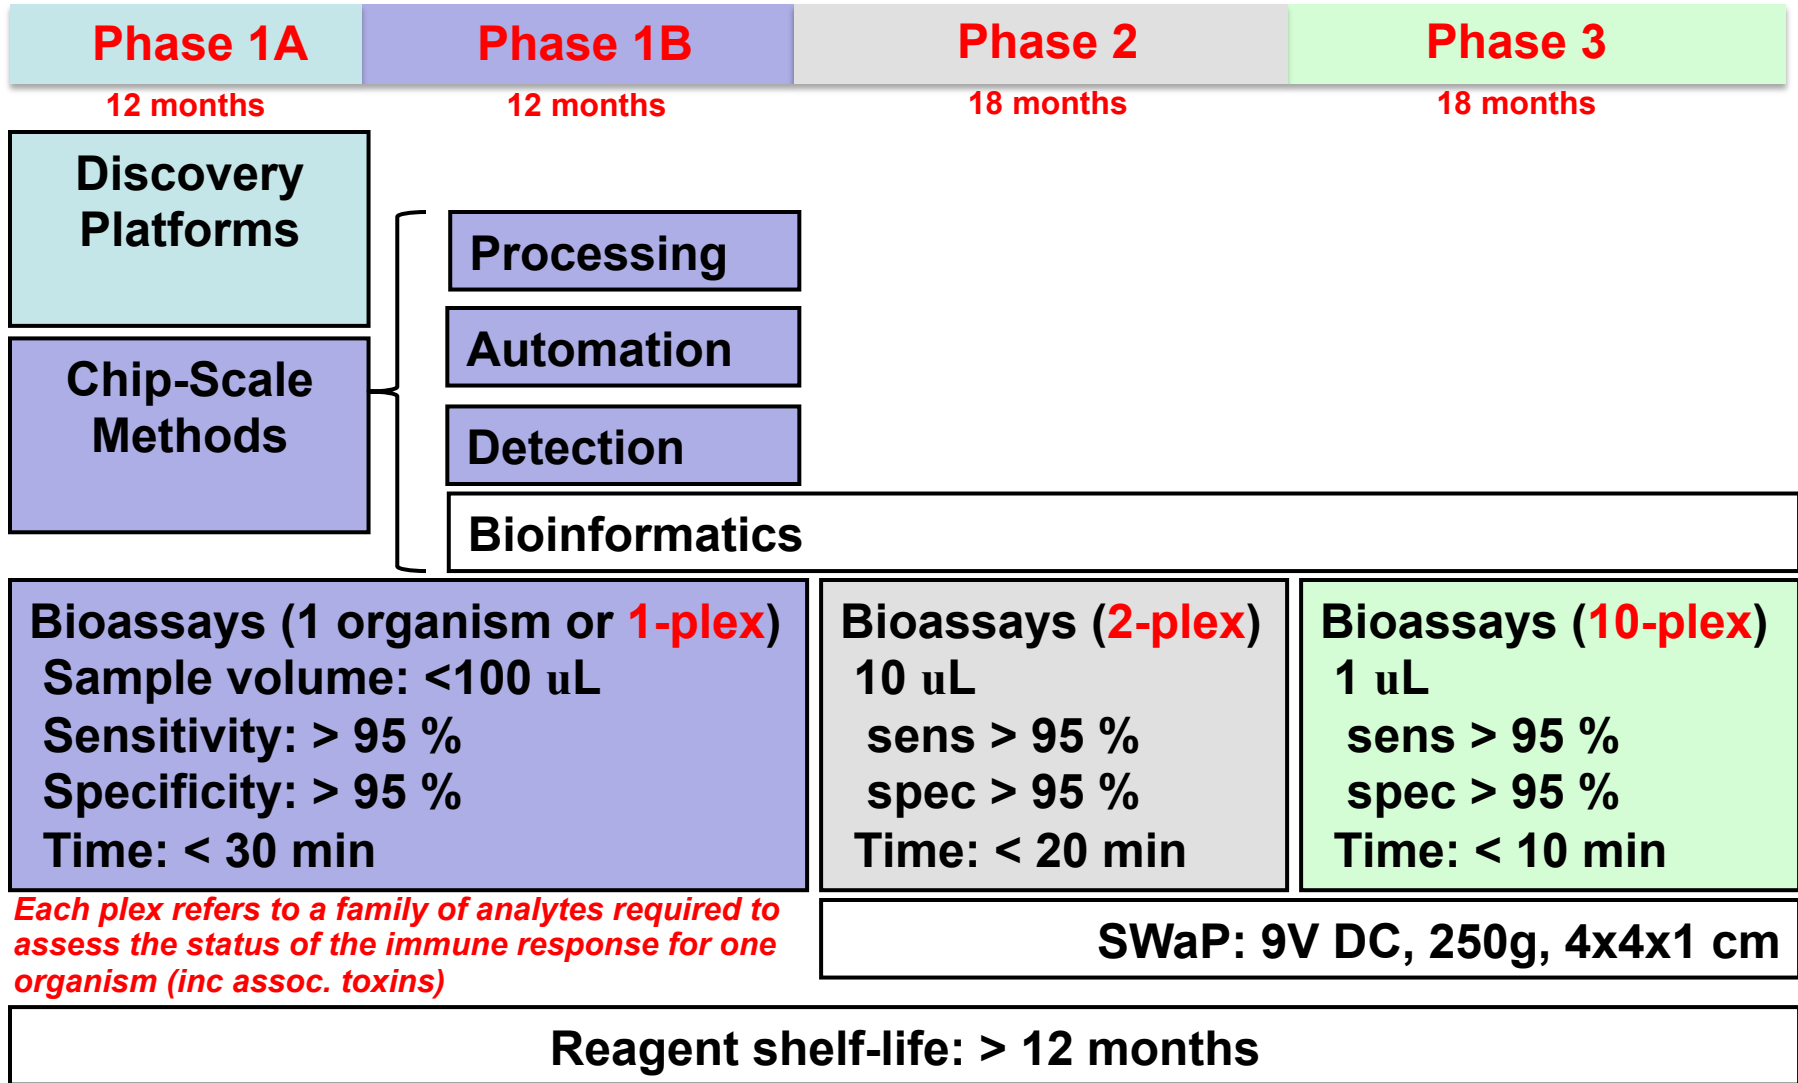 Phase 1A
Phase 1B
Phase 2
Phase 3
12 months
12 months
18 months
18 months
Discovery
Platforms
Chip-Scale
Methods
Processing
Automation
Detection
Bioinformatics
Bioassays (1 organism or 1-plex)
Sample volume: <100 uL
Sensitivity: > 95 %
Specificity: > 95 %
Time: < 30 min
Bioassays (2-plex)
10 uL
sens > 95 %
spec > 95 %
Time: < 20 min
Bioassays (10-plex)
1 uL
sens > 95 %
spec > 95 %
Time: < 10 min
Each plex refers to a family of analytes required to
assess the status of the immune response for one
organism (inc assoc. toxins)
SWaP: 9V DC, 250g, 4x4x1 cm
Reagent shelf-life: > 12 months